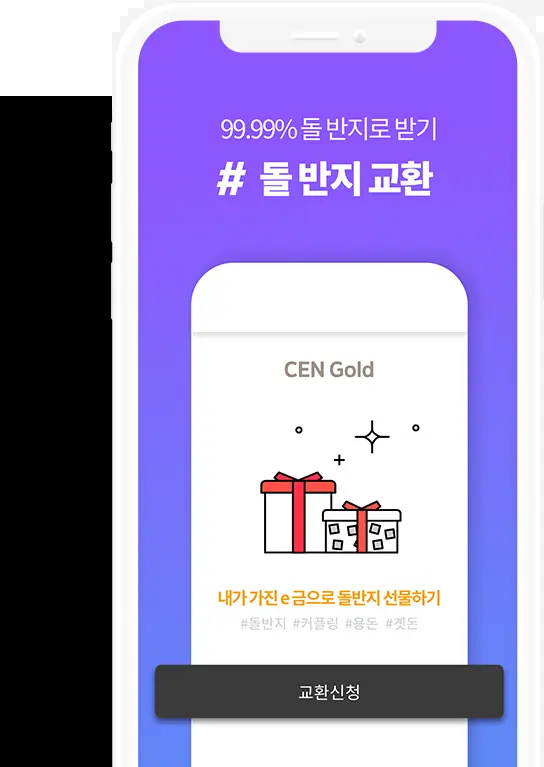 99.99% 돌 반지로 받기
# 돌 반지 교환
CEN Gold
내가 가진 e 금으로 돌반지 선물하기
#돌반지 #커플링 #용돈 #곗돈
교환신청